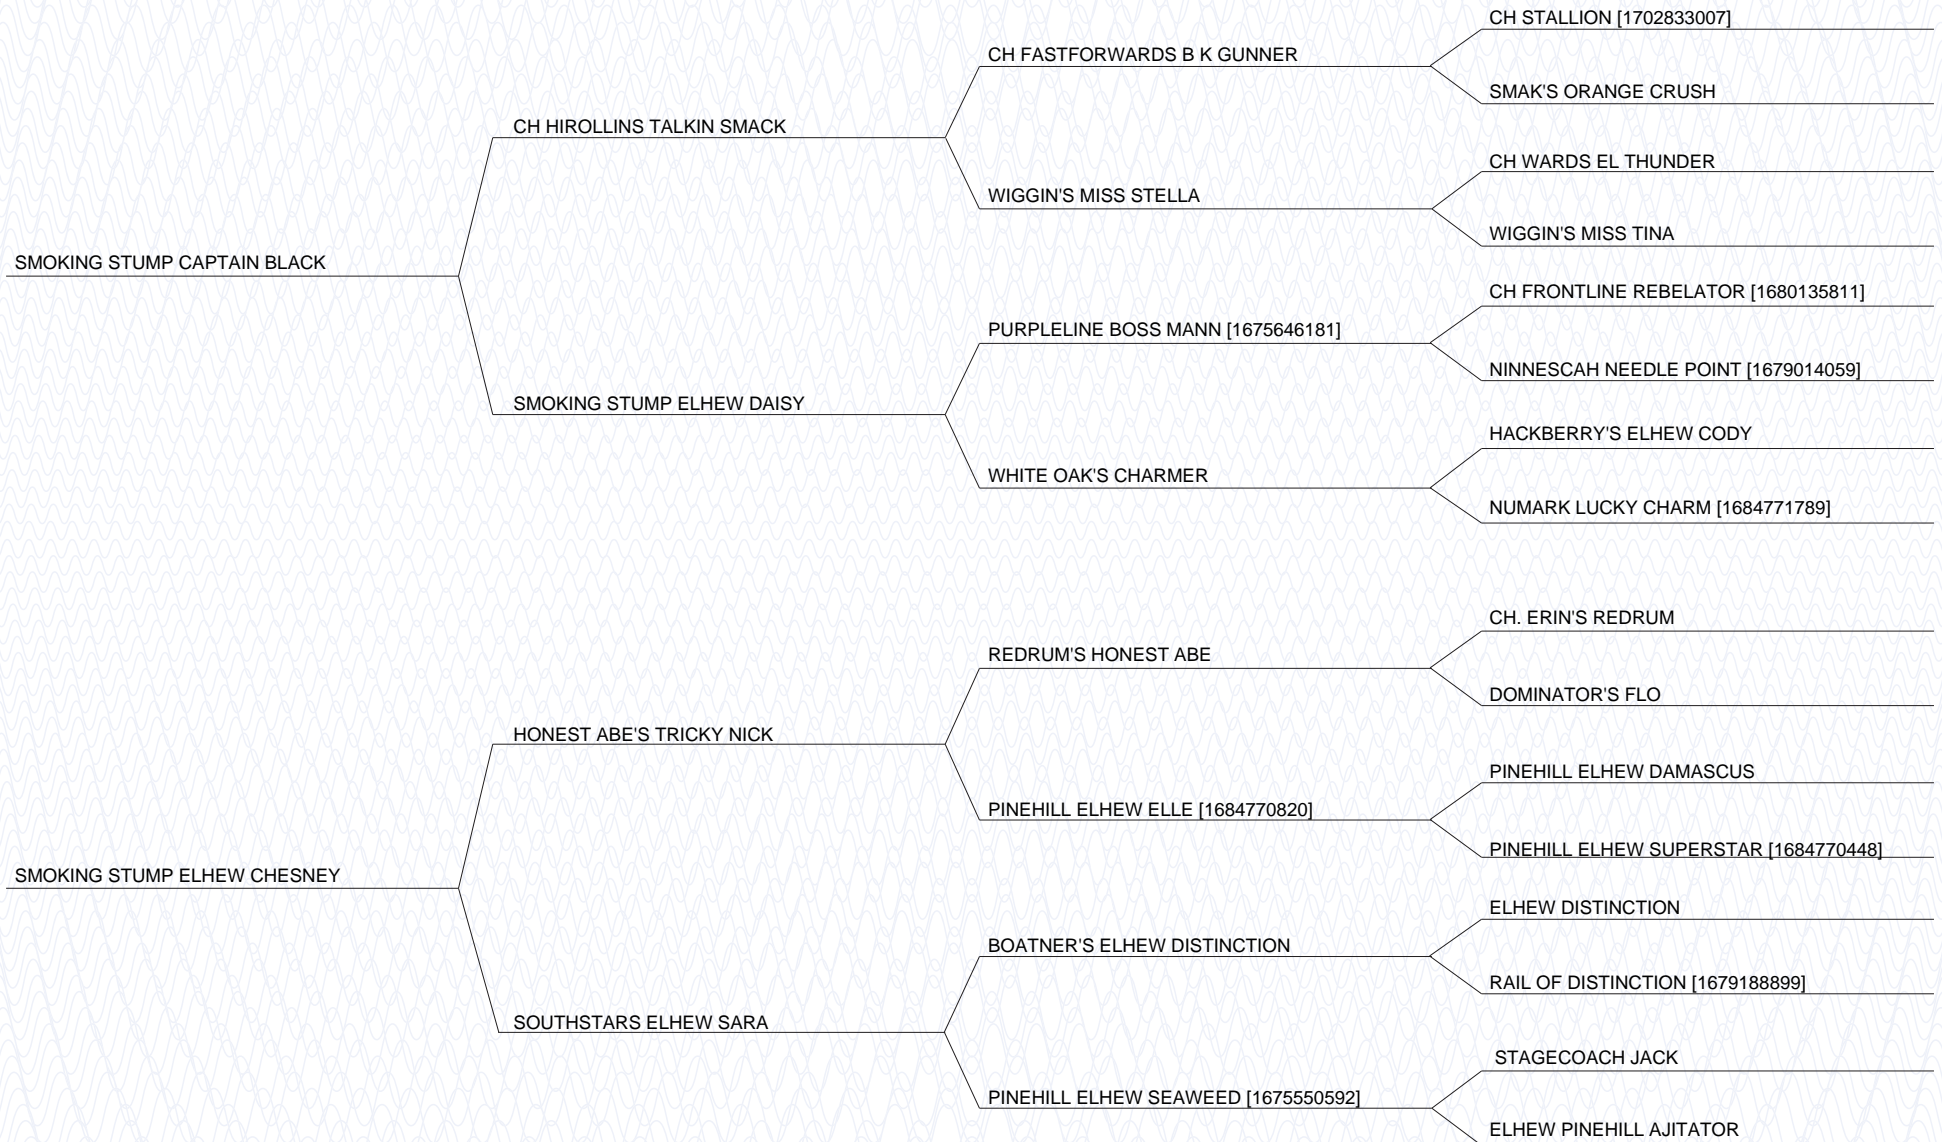 CH STALLION [1702833007]
CH FASTFORWARDS B K GUNNER
SMAK'S ORANGE CRUSH
CH HIROLLINS TALKIN SMACK
CH WARDS EL THUNDER
WIGGIN'S MISS STELLA
WIGGIN'S MISS TINA
SMOKING STUMP CAPTAIN BLACK
CH FRONTLINE REBELATOR [1680135811]
PURPLELINE BOSS MANN [1675646181]
NINNESCAH NEEDLE POINT [1679014059]
SMOKING STUMP ELHEW DAISY
HACKBERRY'S ELHEW CODY
WHITE OAK'S CHARMER
NUMARK LUCKY CHARM [1684771789]
CH. ERIN'S REDRUM
REDRUM'S HONEST ABE
DOMINATOR'S FLO
HONEST ABE'S TRICKY NICK
PINEHILL ELHEW DAMASCUS
PINEHILL ELHEW ELLE [1684770820]
PINEHILL ELHEW SUPERSTAR [1684770448]
SMOKING STUMP ELHEW CHESNEY
ELHEW DISTINCTION
BOATNER'S ELHEW DISTINCTION
RAIL OF DISTINCTION [1679188899]
SOUTHSTARS ELHEW SARA
STAGECOACH JACK
PINEHILL ELHEW SEAWEED [1675550592]
ELHEW PINEHILL AJITATOR